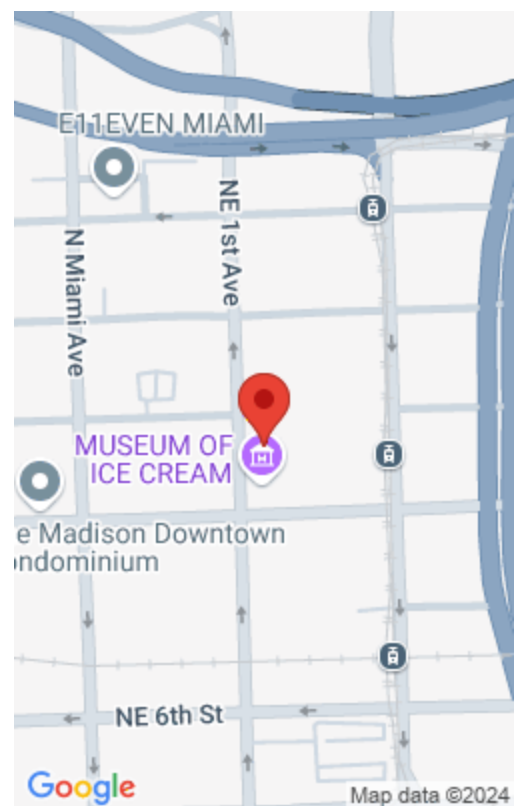 E11EVEN MIAMI
NE 1st Ave
N Miami Ave
MUSEUM OF
ICE CREAM
e Madison Downtown
ondominium
NE 6th St
Google
Map data ©2024